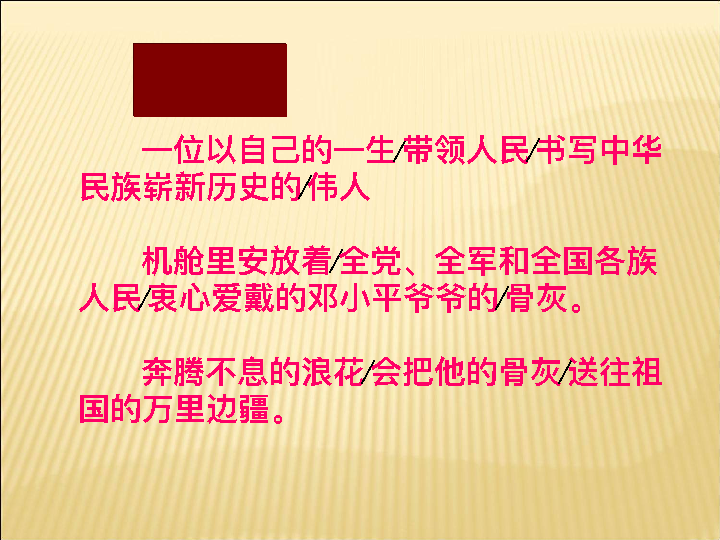 一位以自己的一生/带领人民/书写中华
民族崭新历史的/伟人
机舱里安放着/全党、全军和全国各族
人民/衷心爱戴的邓小平爷爷的/骨灰。
奔腾不息的浪花/会把他的骨灰/送往祖
国的万里边疆。